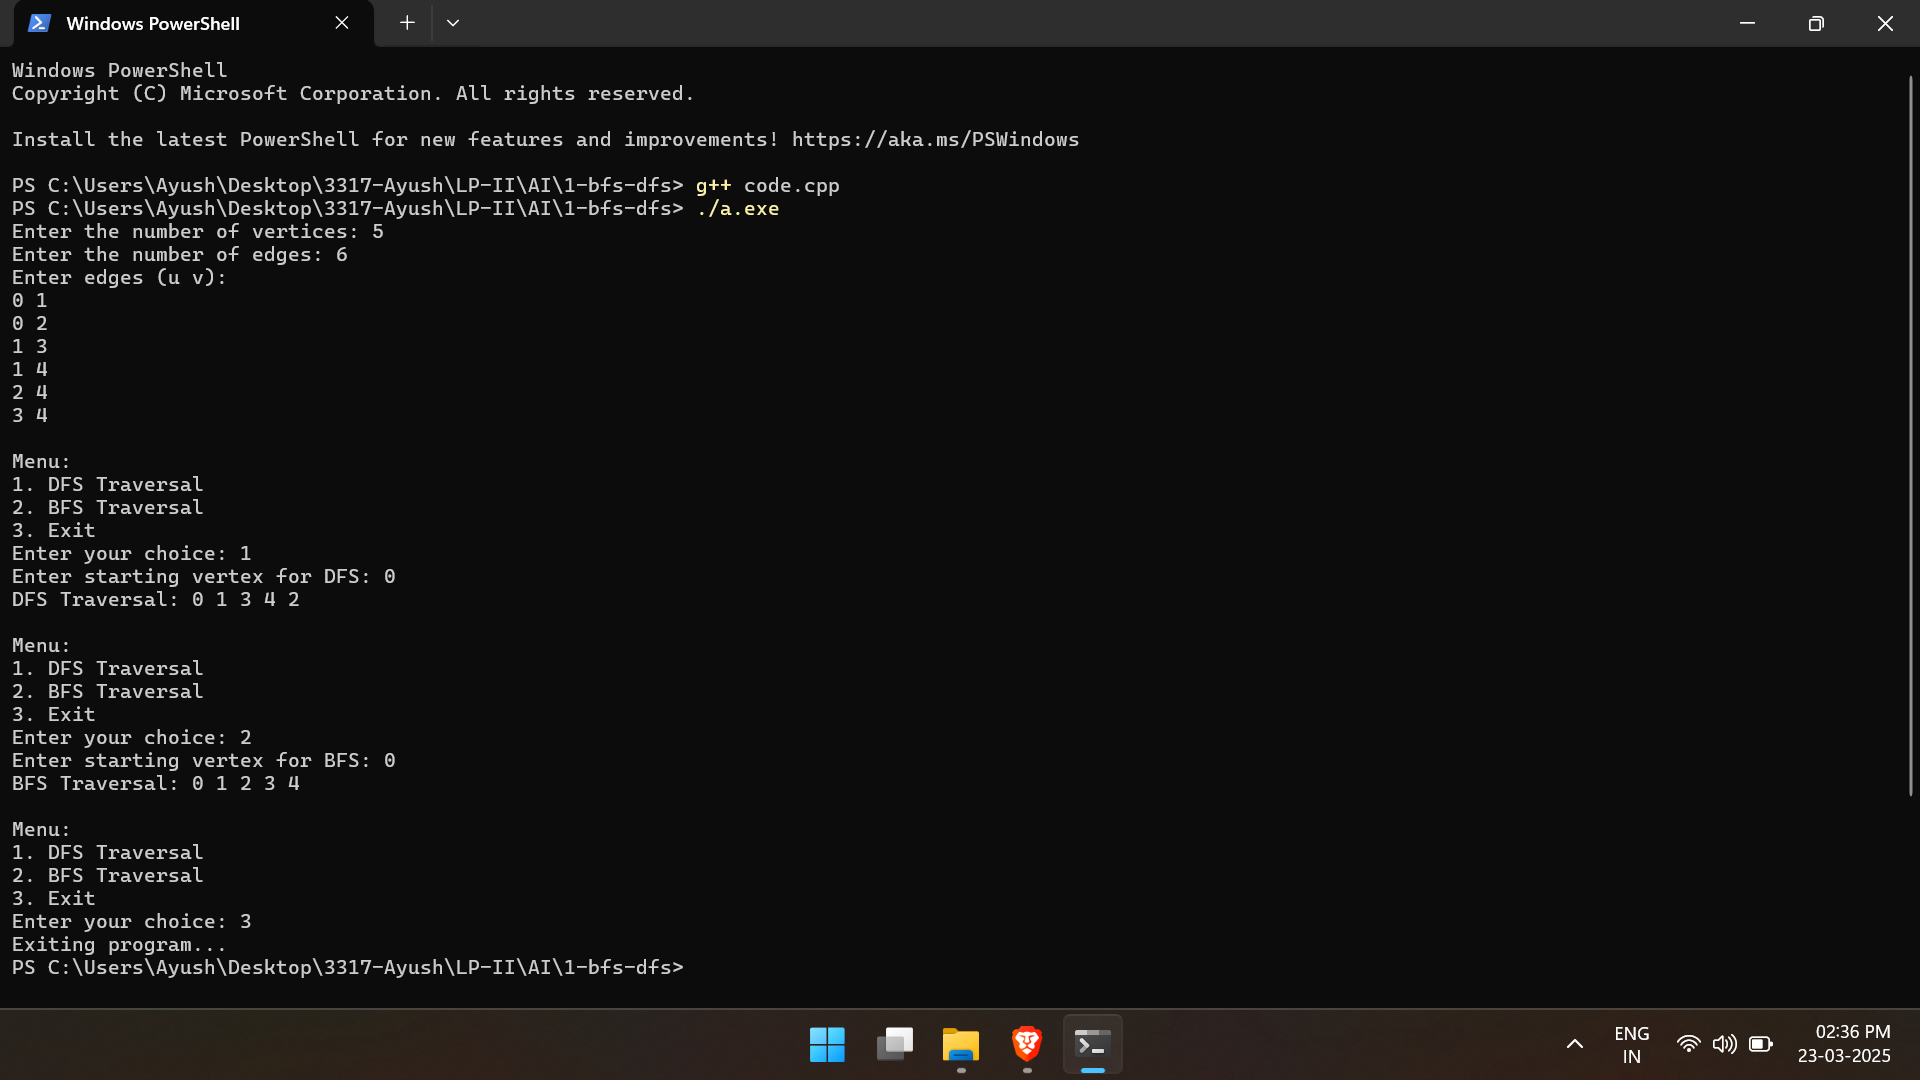 Windows PowerShell
Windows PowerShell
Copyright (C) Microsoft Corporation. All rights reserved.
Install the latest PowerShell for new features and improvements! https://aka.ms/PSWindows
PS C:\Users\Ayush\Desktop\3317-Ayush\LP-II\AI\1-bfs-dfs> g++ code.cpp
PS C:\Users\Ayush\Desktop\3317-Ayush\LP-II\AI\1-bfs-dfs> ./a.exe
Enter the number of vertices: 5
Enter the number of edges: 6
Enter edges (u v):
0 1
0 2
1 3
1 4
2 4
3 4
Menu:
1. DFS Traversal
2. BFS Traversal
3. Exit
Enter your choice: 1
Enter starting vertex for DFS: 0
DFS Traversal: 0 1 3 4 2
Menu:
1. DFS Traversal
2. BFS Traversal
3. Exit
Enter your choice: 2
Enter starting vertex for BFS: 0
BFS Traversal: 0 1 2 3 4
Menu:
1. DFS Traversal
2. BFS Traversal
3. Exit
Enter your choice: 3
Exiting program...
PS C:\Users\Ayush\Desktop\3317-Ayush\LP-II\AI\1-bfs-dfs>
ENG
IN
02:36 PM
23-03-2025